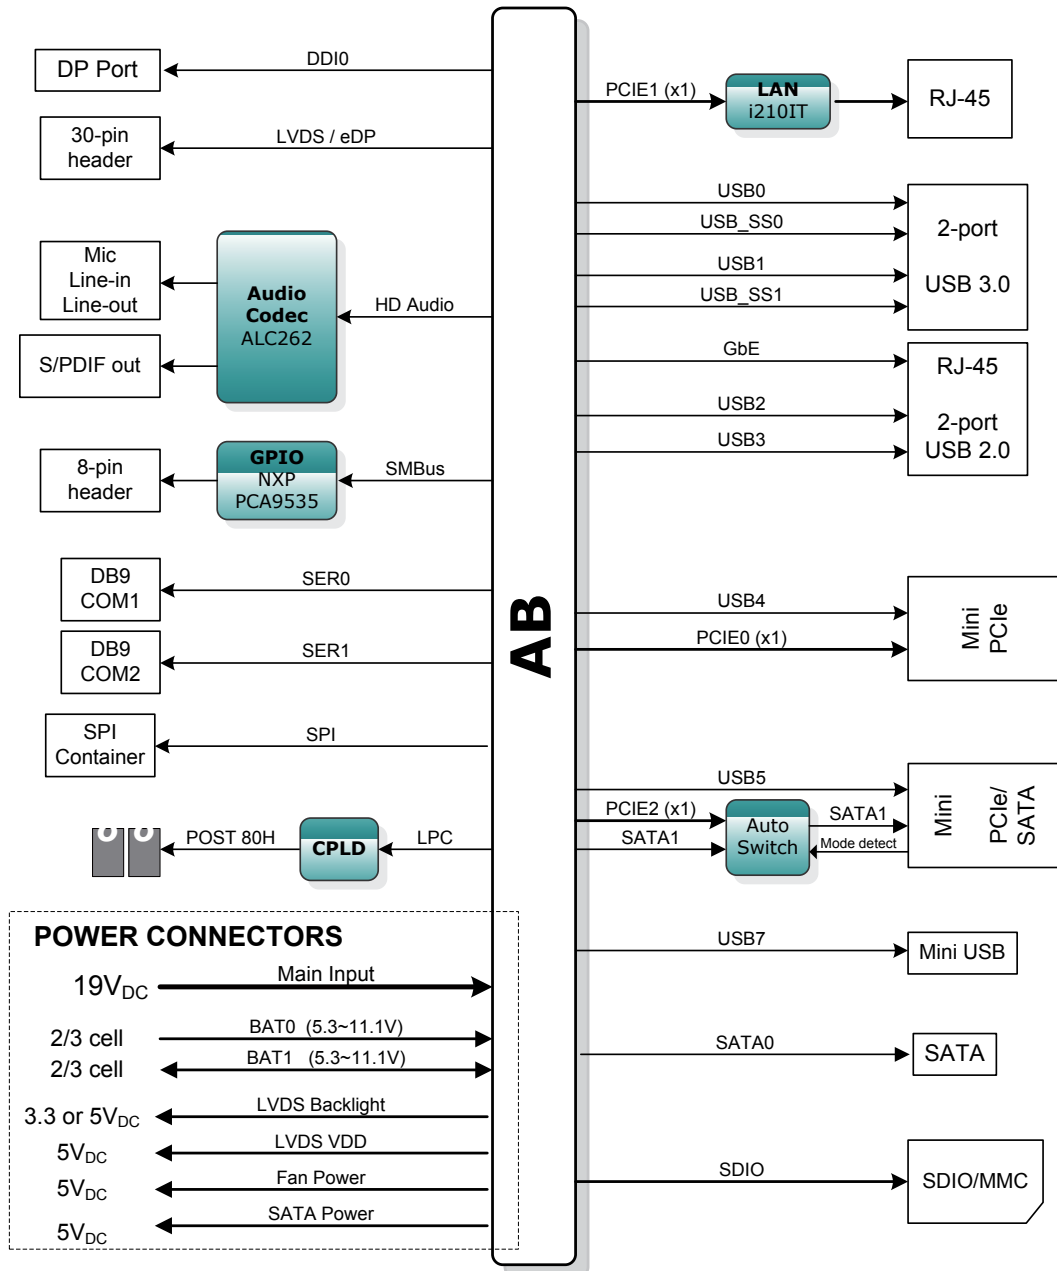 DP Port
DDI0
30-pin
header
LVDS / eDP
Mic
Line-in
Line-out
S/PDIF out
Audio
Codec
ALC262
HD Audio
8-pin
header
GPIO
NXP
PCA9535
SMBus
DB9
COM1
SER0
DB9
COM2
SER1
SPI
Container
SPI
POST 80H
CPLD
LPC
POWER CONNECTORS
19VDC
Main Input
2/3 cell
BAT0 (5.3~11.1V)
2/3 cell
BAT1 (5.3~11.1V)
3.3 or 5VDC
LVDS Backlight
5VDC
LVDS VDD
5VDC
Fan Power
5VDC
SATA Power
AB
PCIE1 (x1)
LAN
i210IT
RJ-45
USB0
USB_SS0
USB1
USB_SS1
2-port
USB 3.0
GbE
USB2
USB3
RJ-45
2-port
USB 2.0
USB4
PCIE0 (x1)
Mini
PCIe
USB5
PCIE2 (x1)
SATA1
Auto
Switch
SATA1
Mode detect
Mini
PCIe/
SATA
USB7
Mini USB
SATA0
SATA
SDIO
SDIO/MMC